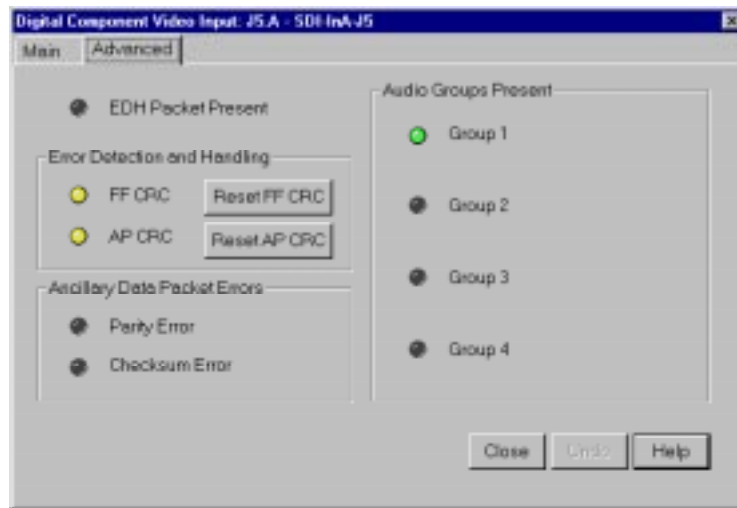 Digital Component Video Input: J5.A - SDI-InA-J5
Main
Advanced
EDH Packet Present
Error Detection and Handling
FF CRC
Reset FF CRC
AP CRC
Reset AP CRC
Ancillary Data Packet Errors
Parity Error
Checksum Error
Audio Groups Present
Group 1
Group 2
Group 3
Group 4
Close
Undo
Help